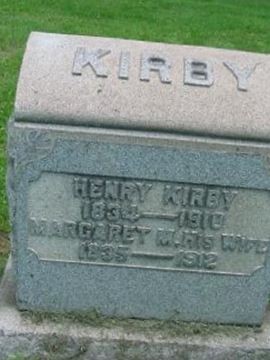 KIRBY
HENRY KIRBY
1834—1910
MARGARET M. HIS WIFE
1835—1912